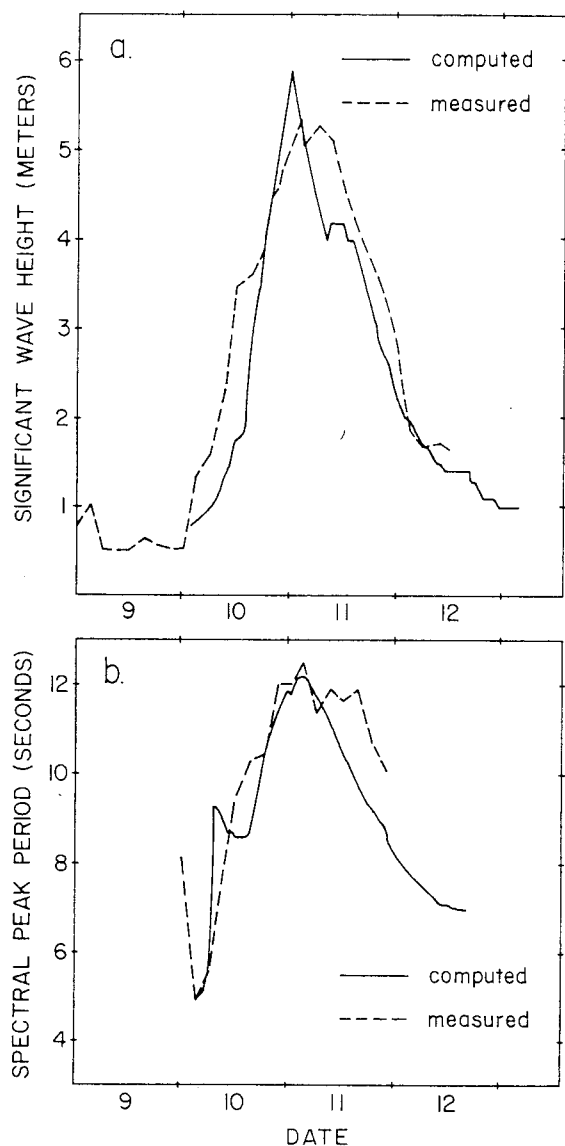 a.
computed
measured
SIGNIFICANT WAVE HEIGHT (METERS)
6
5
4
3
2
1
9 10 11 12
b.
SPECTRAL PEAK PERIOD (SECONDS)
12
10
8
6
4
computed
measured
9 10 11 12
DATE